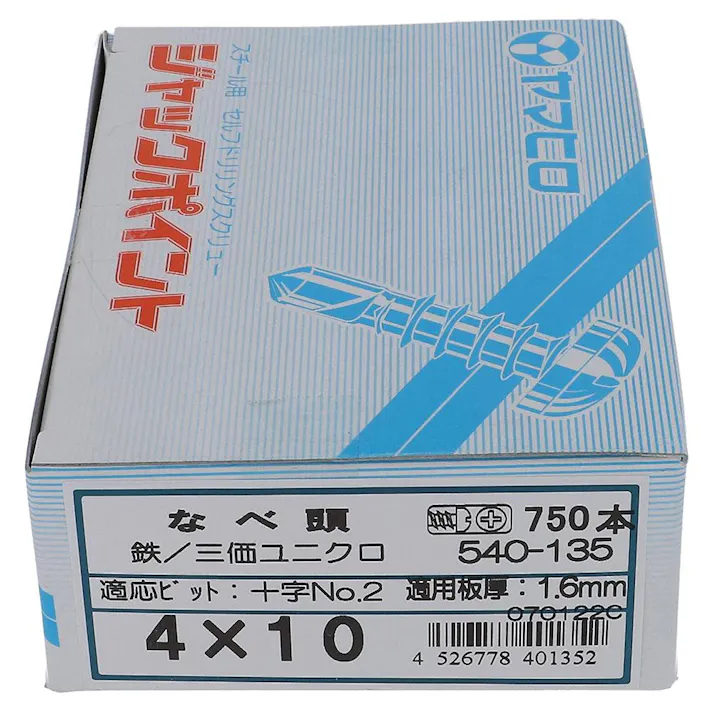 ヤマヒロ
スチール用 セルフドリリングスクリュー
ジャックポイント
なべ頭 750本
鉄/三価ユニクロ 540-135
適応ビット:十字No.2 適用板厚:1.6mm
070122C
4×10
4 526778 401352